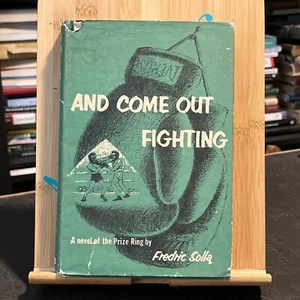 AND COME OUT
FIGHTING
A novel of the Prize Ring by
Fredric Solla